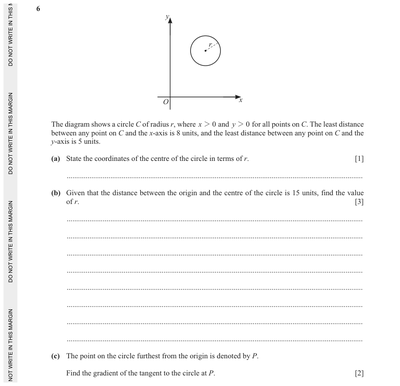 DO NOT WRITE IN THIS MARGIN
DO NOT WRITE IN THIS MARGIN
DO NOT WRITE IN THIS MARGIN
6
y
r
O
x
The diagram shows a circle C of radius r, where x > 0 and y > 0 for all points on C. The least distance
between any point on C and the x-axis is 8 units, and the least distance between any point on C and the
y-axis is 5 units.
(a) State the coordinates of the centre of the circle in terms of r. [1]
(b) Given that the distance between the origin and the centre of the circle is 15 units, find the value
of r. [3]
(c) The point on the circle furthest from the origin is denoted by P.
Find the gradient of the tangent to the circle at P. [2]